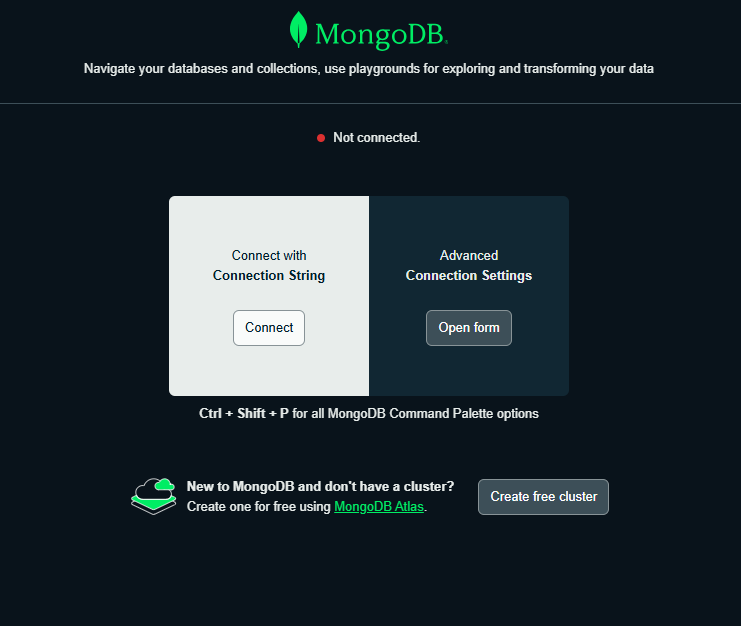 MongoDB®
Navigate your databases and collections, use playgrounds for exploring and transforming your data
Not connected.
Connect with
Connection String
Connect
Advanced
Connection Settings
Open form
Ctrl + Shift + P for all MongoDB Command Palette options
New to MongoDB and don't have a cluster?
Create one for free using MongoDB Atlas.
Create free cluster